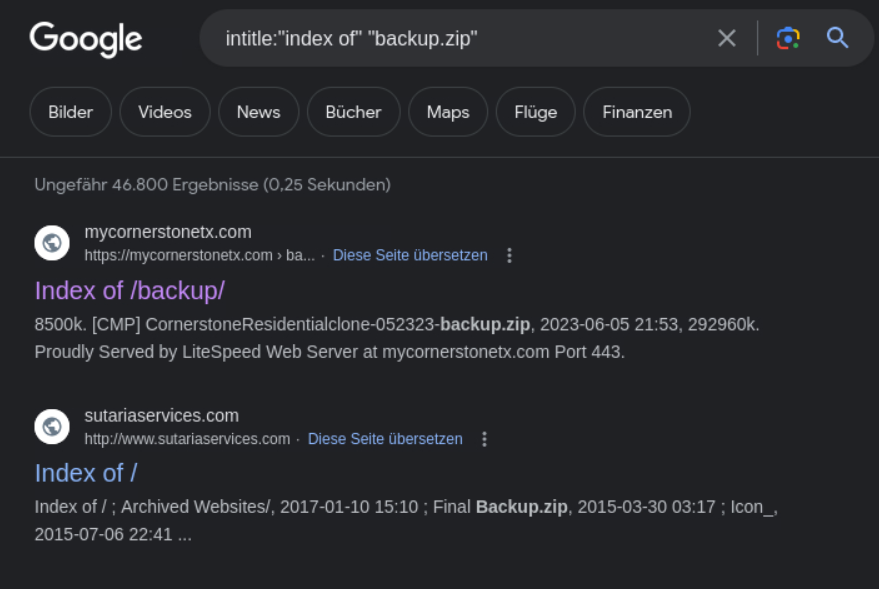 Google
intitle:"index of" "backup.zip"
Bilder Videos News Bücher Maps Flüge Finanzen
Ungefähr 46.800 Ergebnisse (0,25 Sekunden)
mycornerstonetx.com
https://mycornerstonetx.com › ba... · Diese Seite übersetzen
Index of /backup/
8500k. [CMP] CornerstoneResidentialclone-052323-backup.zip, 2023-06-05 21:53, 292960k.
Proudly Served by LiteSpeed Web Server at mycornerstonetx.com Port 443.
sutariaservices.com
http://www.sutariaservices.com · Diese Seite übersetzen
Index of /
Index of / ; Archived Websites/, 2017-01-10 15:10 ; Final Backup.zip, 2015-03-30 03:17 ; Icon_,
2015-07-06 22:41 ...